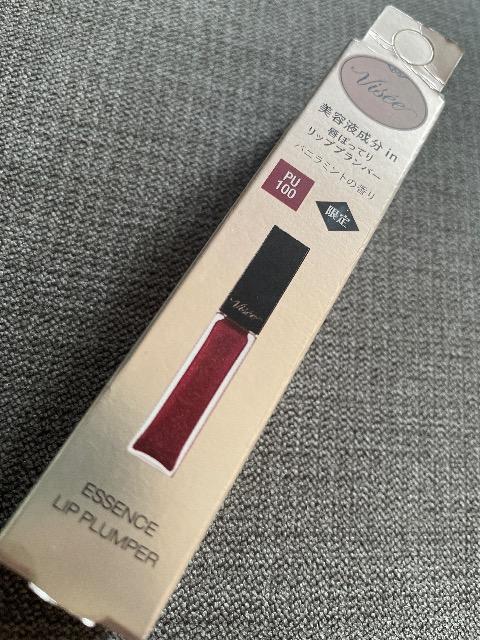 Visée
美容液成分 in
唇ぽってり
リッププランパー
バニラミントの香り
PU
100
限定
Visée
ESSENCE
LIP PLUMPER